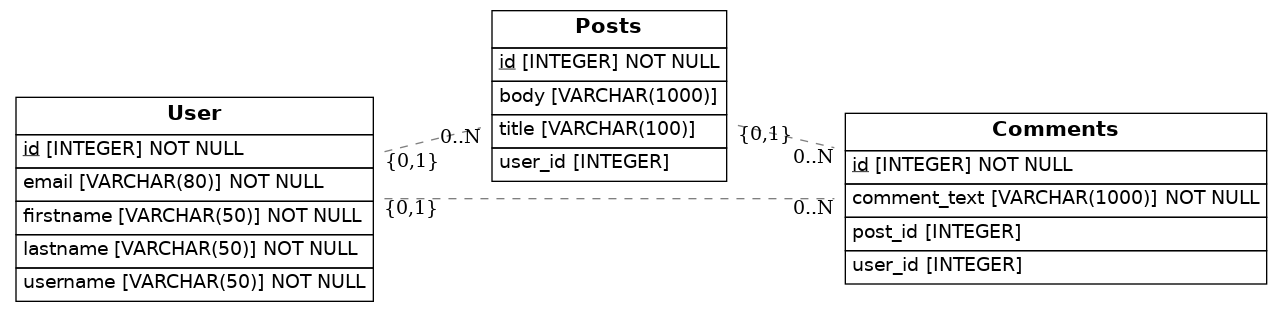 Posts
id [INTEGER] NOT NULL
body [VARCHAR(1000)]
title [VARCHAR(100)]
user_id [INTEGER]
User
id [INTEGER] NOT NULL
email [VARCHAR(80)] NOT NULL
firstname [VARCHAR(50)] NOT NULL
lastname [VARCHAR(50)] NOT NULL
username [VARCHAR(50)] NOT NULL
0..N
{0,1}
{0,1}
0..N
{0,1}
0..N
Comments
id [INTEGER] NOT NULL
comment_text [VARCHAR(1000)] NOT NULL
post_id [INTEGER]
user_id [INTEGER]